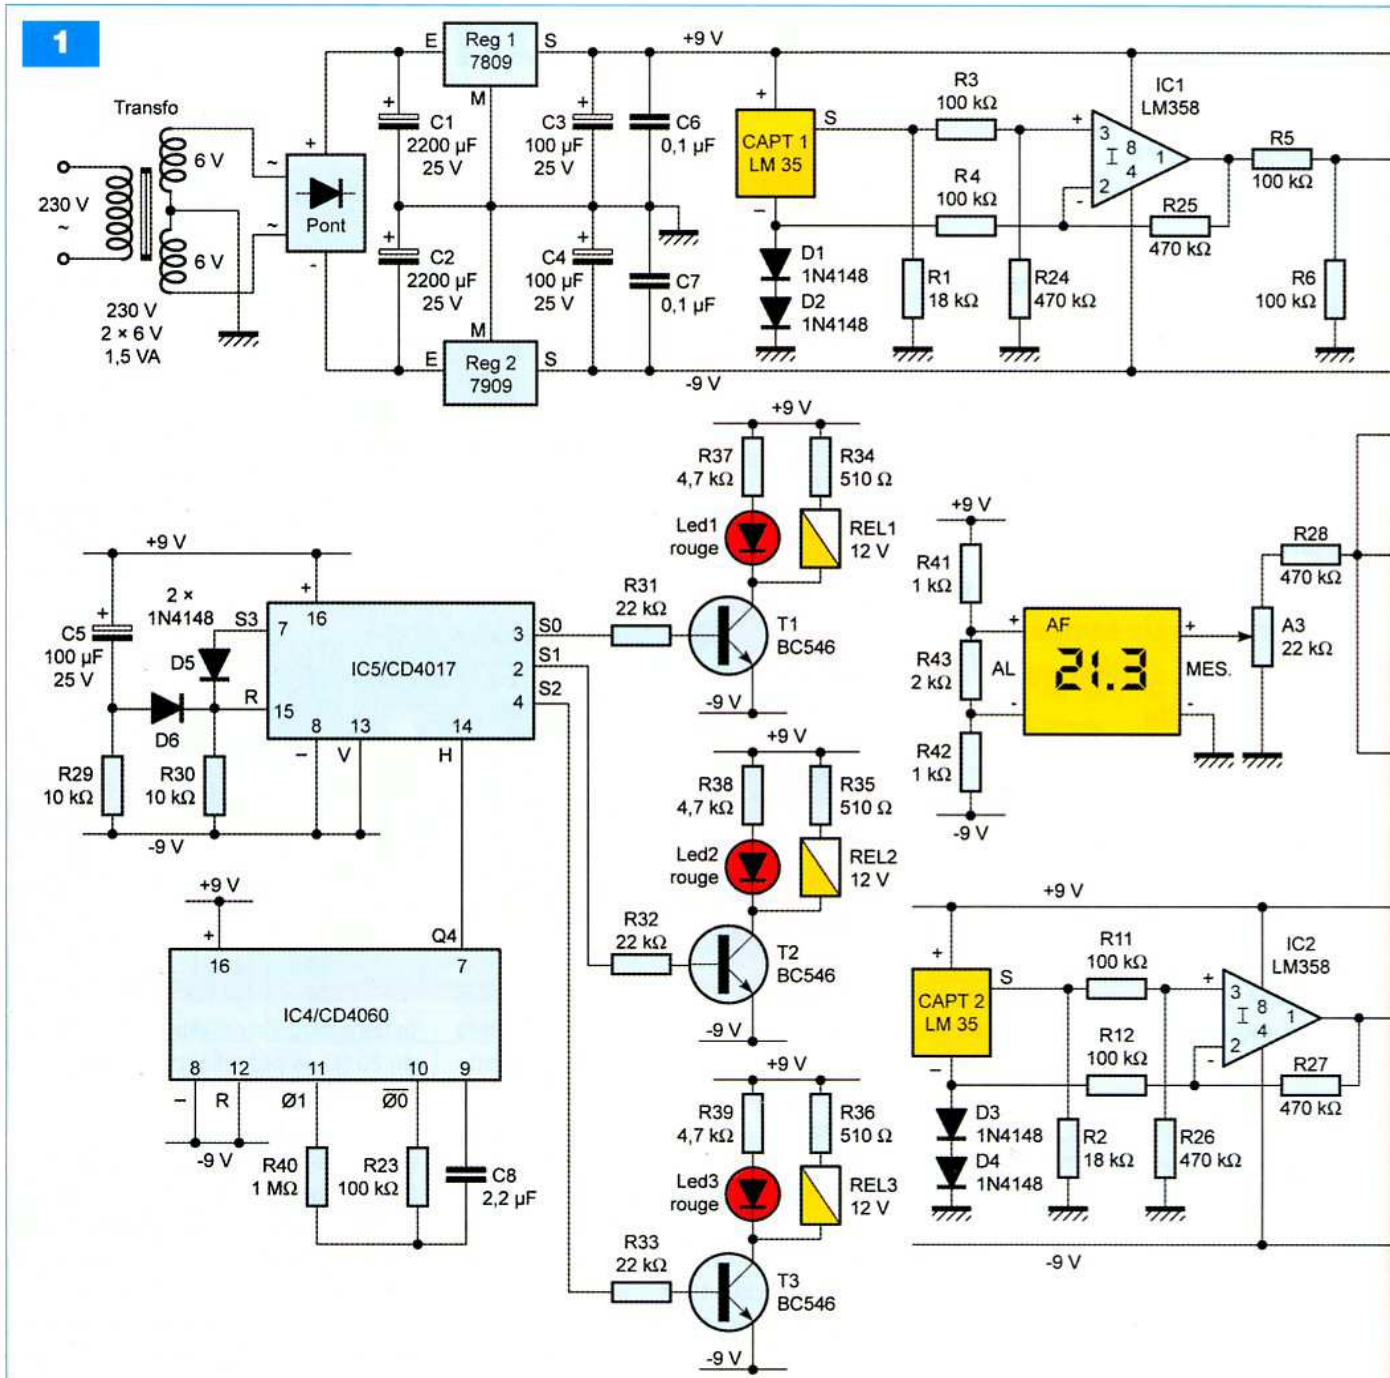 1
Transfo
230 V
~
6 V
6 V
230 V
2 × 6 V
1,5 VA
~
~
+
-
Pont
E
Reg 1
7809
S
M
+9 V
+
C1
2200 µF
25 V
+
C3
100 µF
25 V
C6
0,1 µF
+
C2
2200 µF
25 V
+
C4
100 µF
25 V
C7
0,1 µF
M
E
Reg 2
7909
S
-9 V
+
CAPT 1
LM 35
–
S
D1
1N4148
D2
1N4148
R3
100 kΩ
R4
100 kΩ
R1
18 kΩ
R24
470 kΩ
IC1
LM358
+
3
8
I
1
2
4
-
R25
470 kΩ
R5
100 kΩ
R6
100 kΩ
+9 V
R37
4,7 kΩ
R34
510 Ω
Led1
rouge
REL1
12 V
R31
22 kΩ
T1
BC546
-9 V
+9 V
+
C5
100 µF
25 V
2 ×
1N4148
S3
D5
D6
R
R29
10 kΩ
R30
10 kΩ
-9 V
+
16
7
15
IC5/CD4017
3
2
4
S0
S1
S2
8
13
14
–
V
H
+9 V
R38
4,7 kΩ
R35
510 Ω
Led2
rouge
REL2
12 V
R32
22 kΩ
T2
BC546
-9 V
+9 V
+
16
Q4
7
IC4/CD4060
8
12
11
10
9
–
R
Ø1
Ø0
-9 V
R40
1 MΩ
R23
100 kΩ
C8
2,2 µF
+9 V
R39
4,7 kΩ
R36
510 Ω
Led3
rouge
REL3
12 V
R33
22 kΩ
T3
BC546
-9 V
+9 V
R41
1 kΩ
R43
2 kΩ
R42
1 kΩ
-9 V
+
AL
-
AF
21.3
+
MES.
-
R28
470 kΩ
A3
22 kΩ
+9 V
+
CAPT 2
LM 35
–
S
D3
1N4148
D4
1N4148
R11
100 kΩ
R12
100 kΩ
R2
18 kΩ
R26
470 kΩ
IC2
LM358
+
3
8
I
1
2
4
-
R27
470 kΩ
-9 V